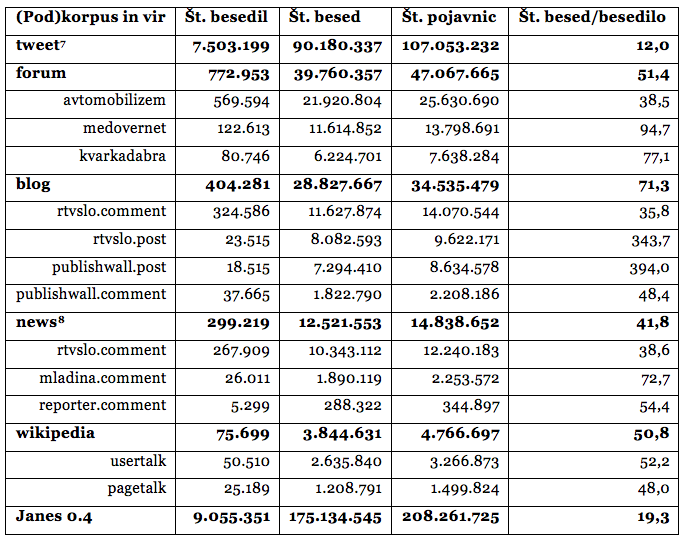 (Pod)korpus in vir Št. besedil Št. besed Št. pojavnic Št. besed/besedilo
tweet⁷ 7.503.199 90.180.337 107.053.232 12,0
forum 772.953 39.760.357 47.067.665 51,4
avtomobilizem 569.594 21.920.804 25.630.690 38,5
medovernet 122.613 11.614.852 13.798.691 94,7
kvarkadabra 80.746 6.224.701 7.638.284 77,1
blog 404.281 28.827.667 34.535.479 71,3
rtvslo.comment 324.586 11.627.874 14.070.544 35,8
rtvslo.post 23.515 8.082.593 9.622.171 343,7
publishwall.post 18.515 7.294.410 8.634.578 394,0
publishwall.comment 37.665 1.822.790 2.208.186 48,4
news⁸ 299.219 12.521.553 14.838.652 41,8
rtvslo.comment 267.909 10.343.112 12.240.183 38,6
mladina.comment 26.011 1.890.119 2.253.572 72,7
reporter.comment 5.299 288.322 344.897 54,4
wikipedia 75.699 3.844.631 4.766.697 50,8
usertalk 50.510 2.635.840 3.266.873 52,2
pagetalk 25.189 1.208.791 1.499.824 48,0
Janes 0.4 9.055.351 175.134.545 208.261.725 19,3